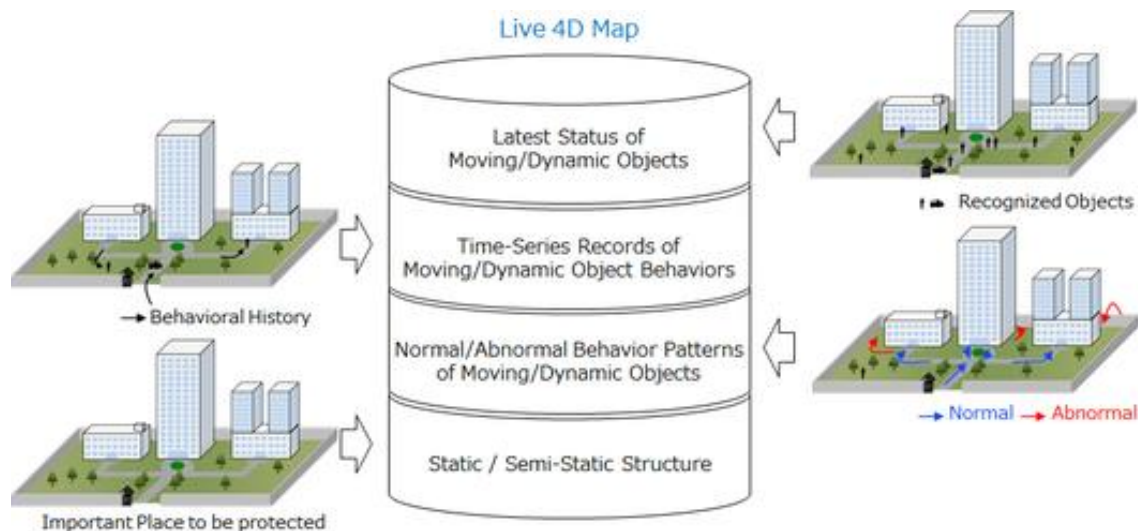 Live 4D Map
Latest Status of
Moving/Dynamic Objects
Recognized Objects
Time-Series Records of
Moving/Dynamic Object Behaviors
Behavioral History
Normal/Abnormal Behavior Patterns
of Moving/Dynamic Objects
Normal Abnormal
Static / Semi-Static Structure
Important Place to be protected